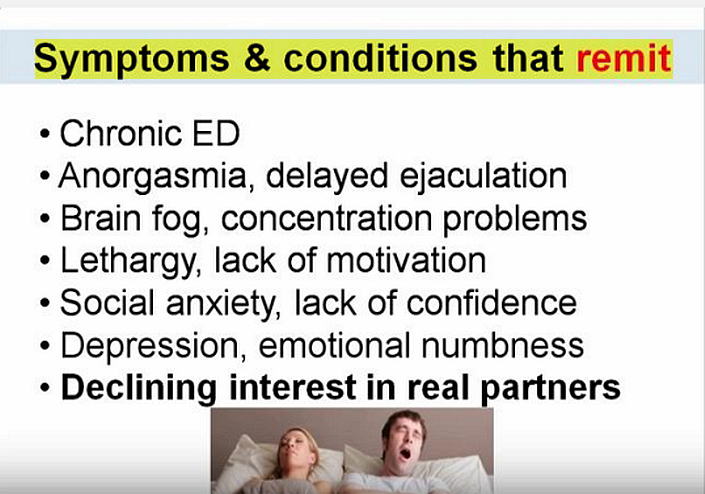 Symptoms & conditions that remit
• Chronic ED
• Anorgasmia, delayed ejaculation
• Brain fog, concentration problems
• Lethargy, lack of motivation
• Social anxiety, lack of confidence
• Depression, emotional numbness
• Declining interest in real partners